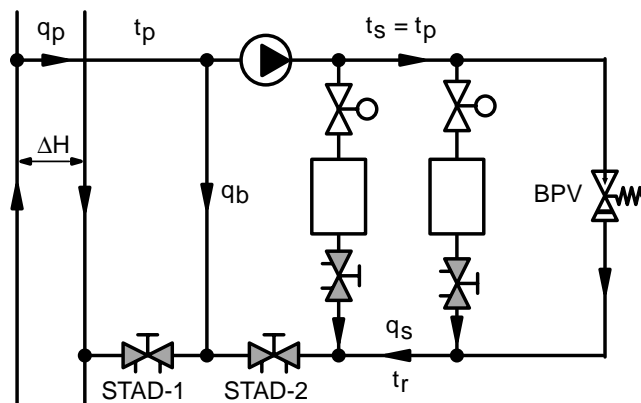 qp
tp
ts = tp
ΔH
qb
BPV
qs
tr
STAD-1
STAD-2